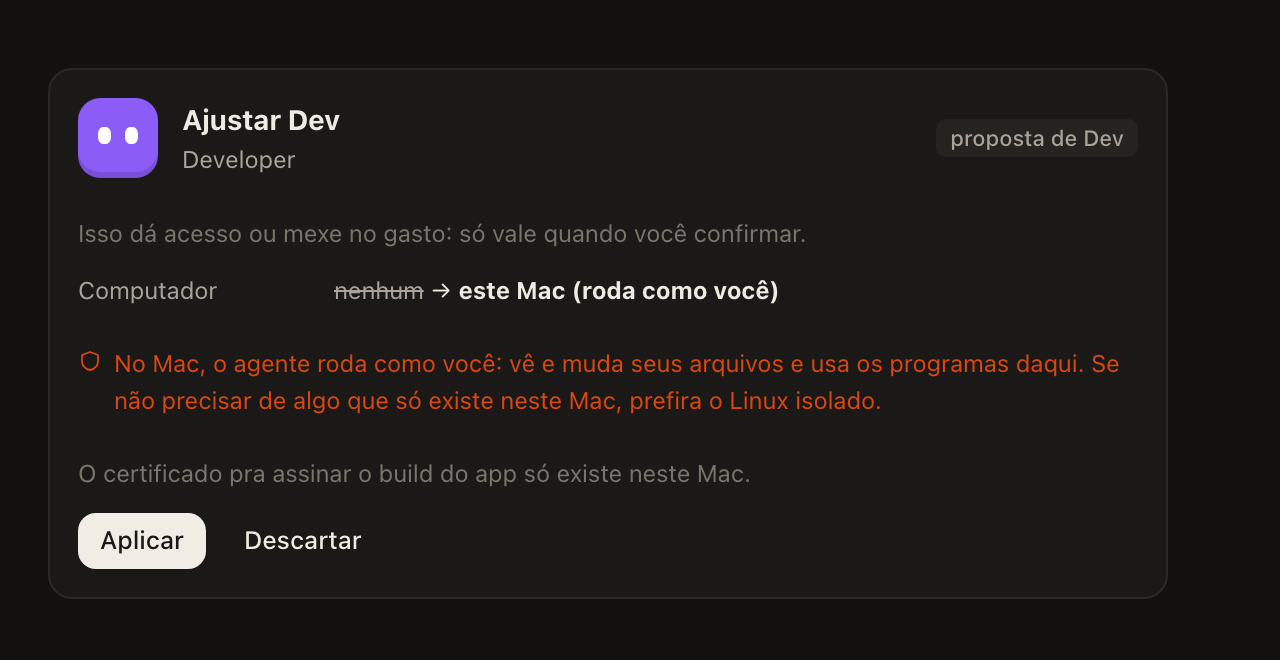 Ajustar Dev
Developer
proposta de Dev
Isso dá acesso ou mexe no gasto: só vale quando você confirmar.
Computador nenhum → este Mac (roda como você)
No Mac, o agente roda como você: vê e muda seus arquivos e usa os programas daqui. Se
não precisar de algo que só existe neste Mac, prefira o Linux isolado.
O certificado pra assinar o build do app só existe neste Mac.
Aplicar Descartar